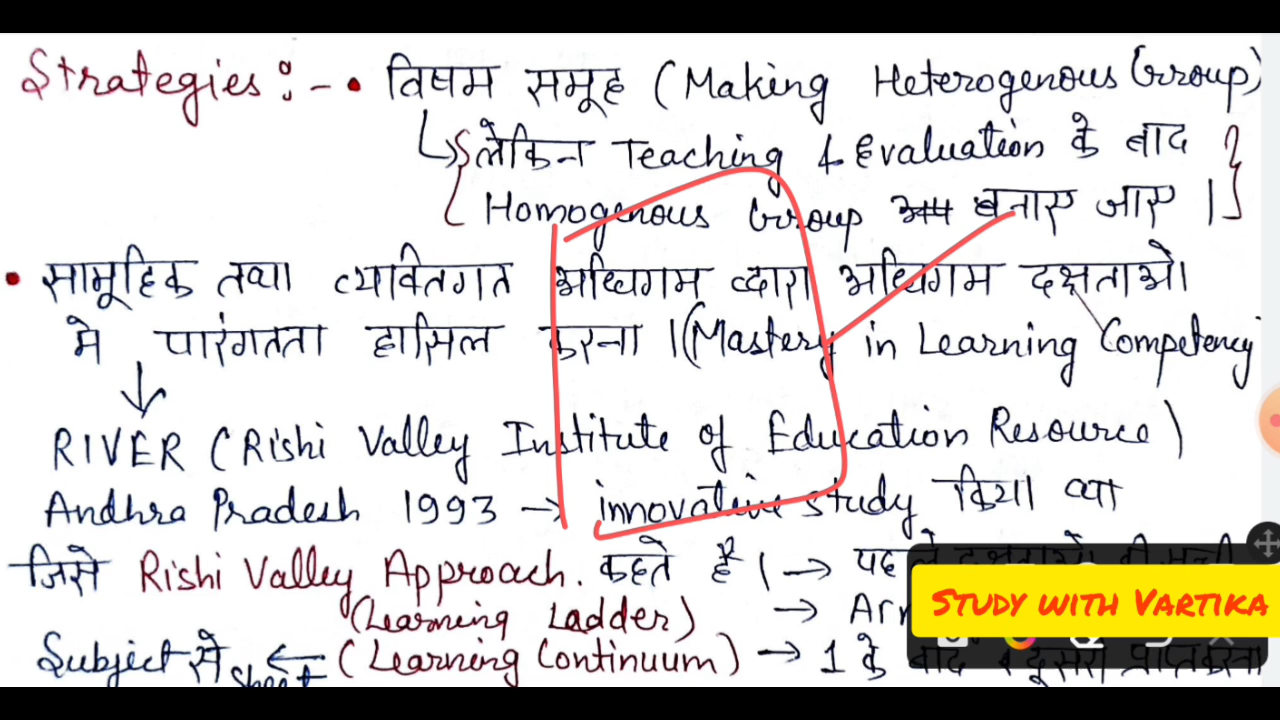 Strategies :- • विषम समूह (Making Heterogenous Group)
↳ { लेकिन Teaching & Evaluation के बाद }
Homogenous Group बनाए जाए |
• सामूहिक तथा व्यक्तिगत अधिगम व्दारा अधिगम दक्षताओं
मे पारंगतता हासिल करना | (Mastery in Learning Competency
↓
RIVER (Rishi Valley Institute of Education Resource)
Andhra Pradesh 1993 → innovative study किया था
जिसे Rishi Valley Approach. कहते हैं | →
(Learning Ladder) →
Subject से ← (Learning Continuum) → 1 के बाद दूसरा प्राप्त करना
sheet
STUDY WITH VARTIKA